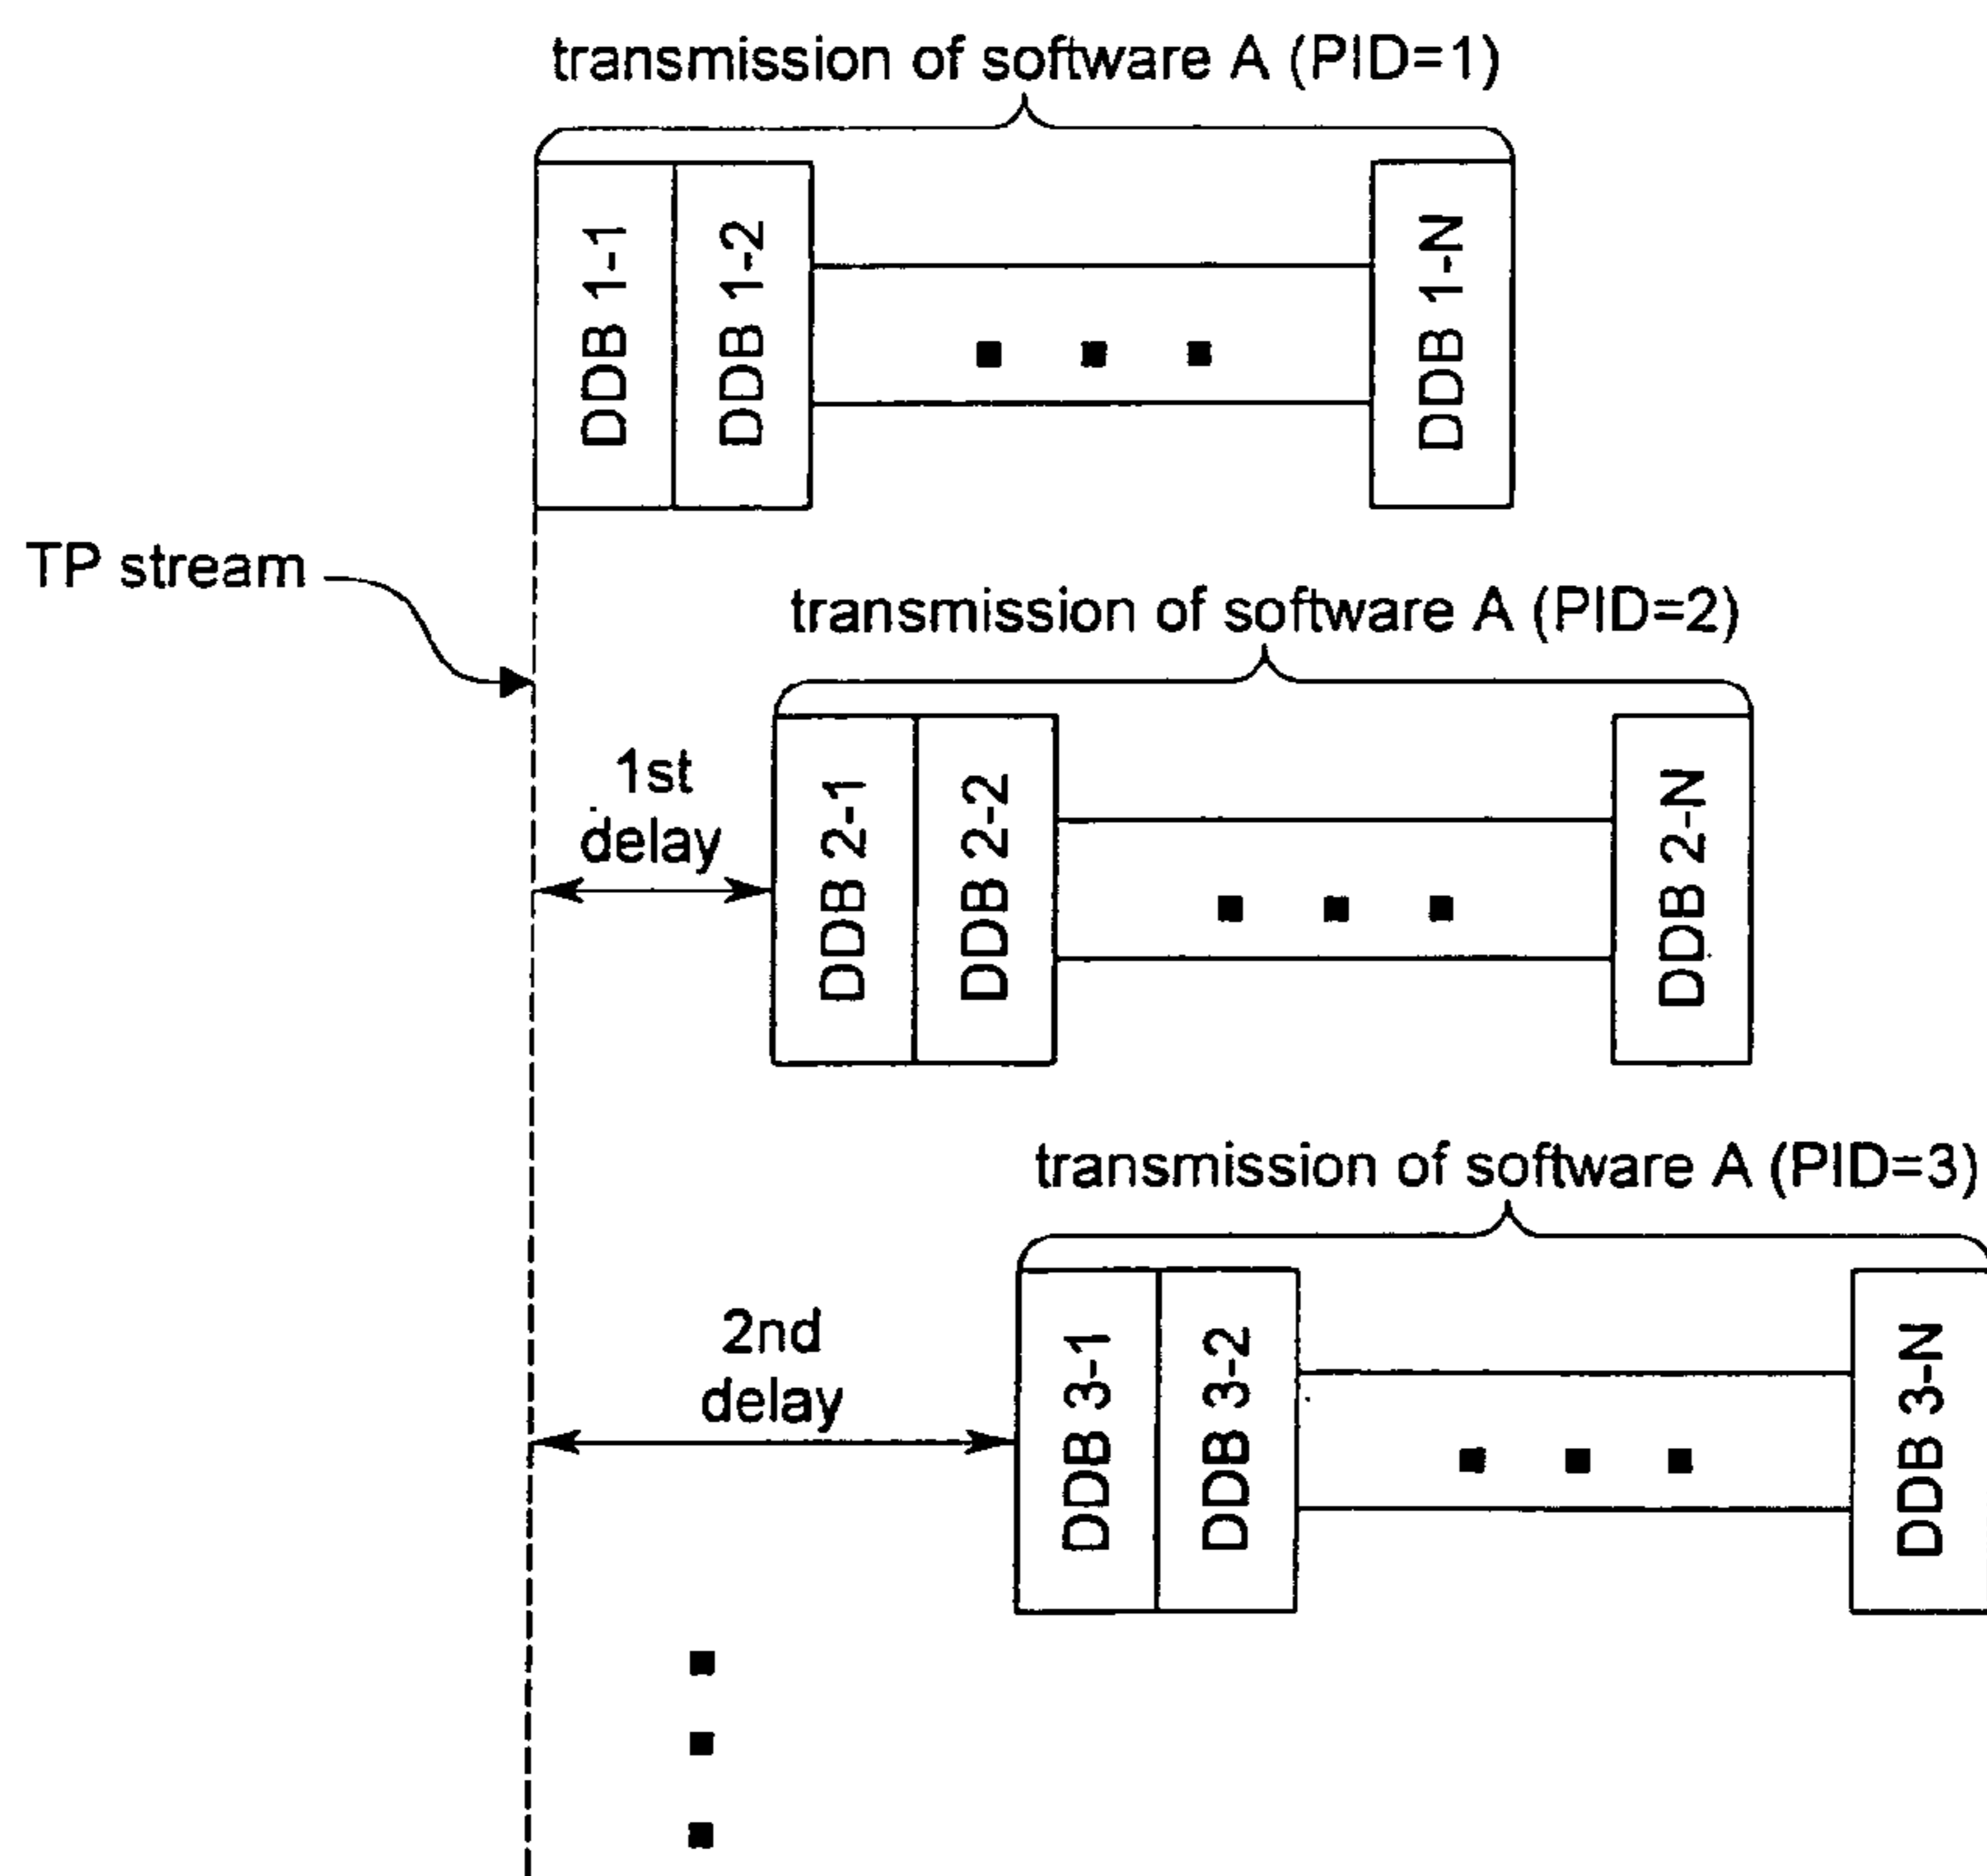 transmission of software A (PID=1)
DDB 1-1
DDB 1-2
DDB 1-N
TP stream
transmission of software A (PID=2)
1st
delay
DDB 2-1
DDB 2-2
DDB 2-N
transmission of software A (PID=3)
2nd
delay
DDB 3-1
DDB 3-2
DDB 3-N